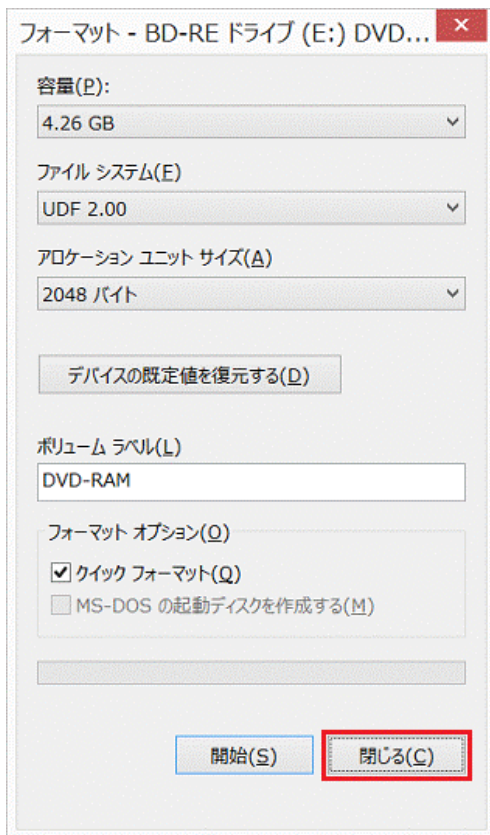 フォーマット - BD-RE ドライブ (E:) DVD...
容量(P):
4.26 GB
ファイル システム(F)
UDF 2.00
アロケーション ユニット サイズ(A)
2048 バイト
デバイスの既定値を復元する(D)
ボリューム ラベル(L)
DVD-RAM
フォーマット オプション(O)
クイック フォーマット(Q)
MS-DOS の起動ディスクを作成する(M)
開始(S)
閉じる(C)